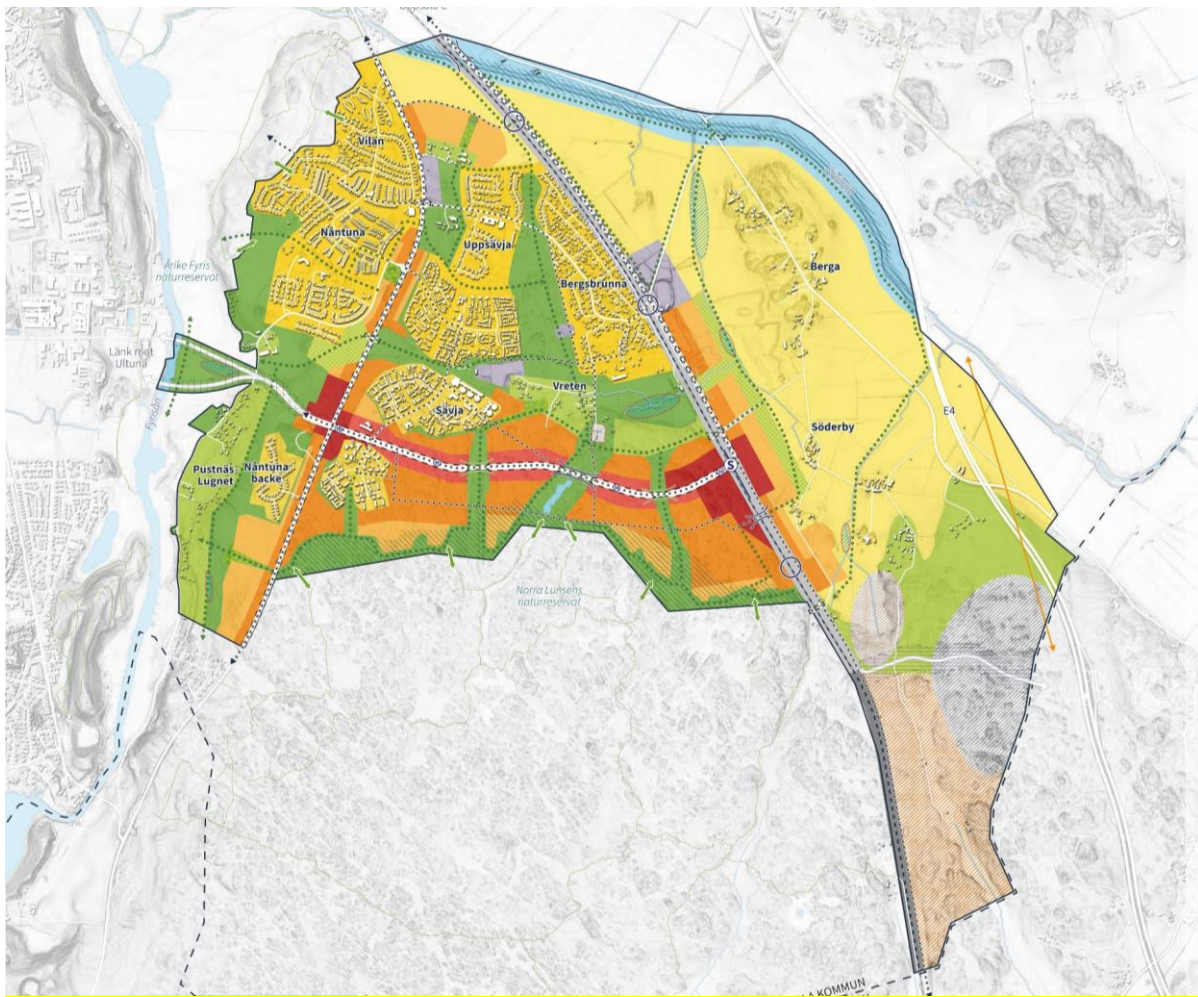 Vilan
Nåntuna
Uppsävja
Bergsbrunna
Berga
Årike Fyris
naturreservat
Länk mot
Ultuna
Fyrisån
Vreten
Sävja
Söderby
E4
Pustnäs-
Lugnet
Nåntuna
backe
S
Norra Lunsens
naturreservat
A KOMMUN